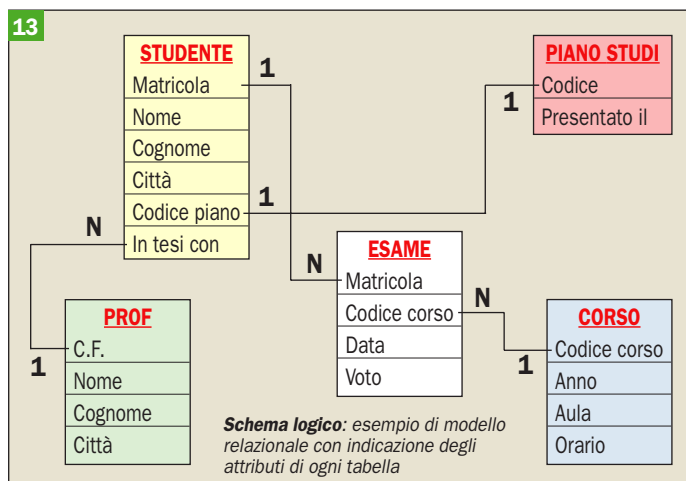 13
STUDENTE
Matricola
Nome
Cognome
Città
Codice piano
In tesi con
1
1
N
PIANO STUDI
Codice
Presentato il
1
PROF
C.F.
Nome
Cognome
Città
1
ESAME
Matricola
Codice corso
Data
Voto
N
N
CORSO
Codice corso
Anno
Aula
Orario
1
Schema logico: esempio di modello
relazionale con indicazione degli
attributi di ogni tabella